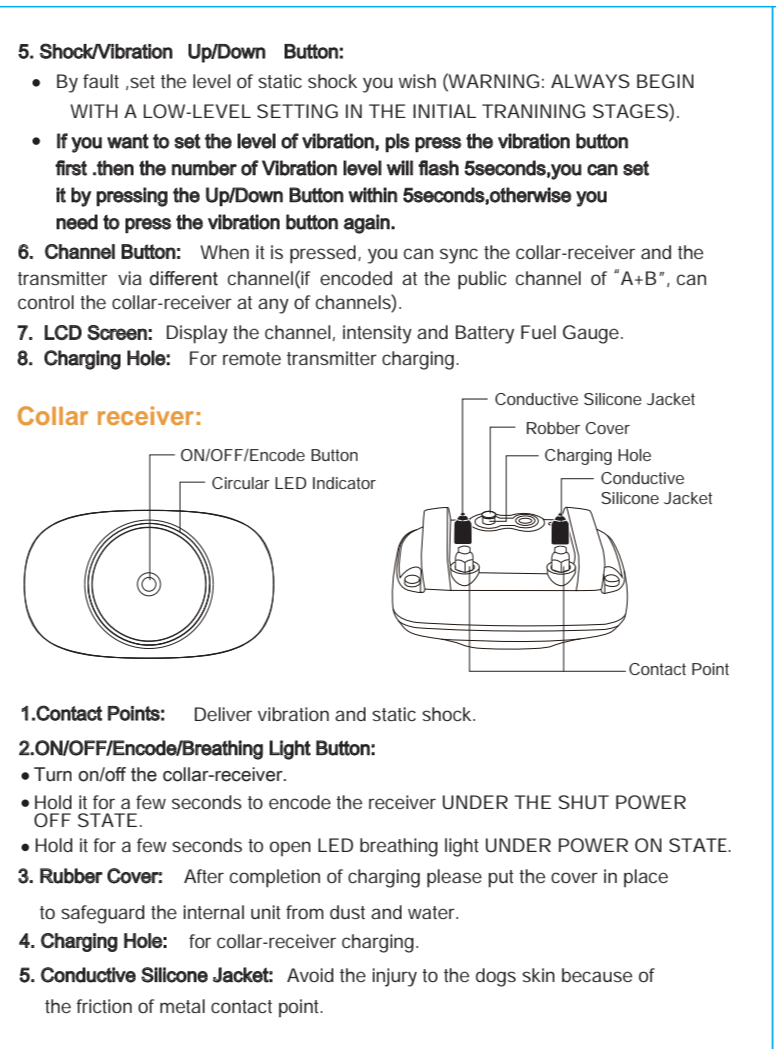 5. Shock/Vibration Up/Down Button:
• By fault ,set the level of static shock you wish (WARNING: ALWAYS BEGIN
WITH A LOW-LEVEL SETTING IN THE INITIAL TRANINING STAGES).
• If you want to set the level of vibration, pls press the vibration button
first .then the number of Vibration level will flash 5seconds,you can set
it by pressing the Up/Down Button within 5seconds,otherwise you
need to press the vibration button again.
6. Channel Button: When it is pressed, you can sync the collar-receiver and the
transmitter via different channel(if encoded at the public channel of "A+B", can
control the collar-receiver at any of channels).
7. LCD Screen: Display the channel, intensity and Battery Fuel Gauge.
8. Charging Hole: For remote transmitter charging.
Collar receiver:
ON/OFF/Encode Button
Circular LED Indicator
Conductive Silicone Jacket
Robber Cover
Charging Hole
Conductive
Silicone Jacket
Contact Point
1.Contact Points: Deliver vibration and static shock.
2.ON/OFF/Encode/Breathing Light Button:
• Turn on/off the collar-receiver.
• Hold it for a few seconds to encode the receiver UNDER THE SHUT POWER
OFF STATE.
• Hold it for a few seconds to open LED breathing light UNDER POWER ON STATE.
3. Rubber Cover: After completion of charging please put the cover in place
to safeguard the internal unit from dust and water.
4. Charging Hole: for collar-receiver charging.
5. Conductive Silicone Jacket: Avoid the injury to the dogs skin because of
the friction of metal contact point.